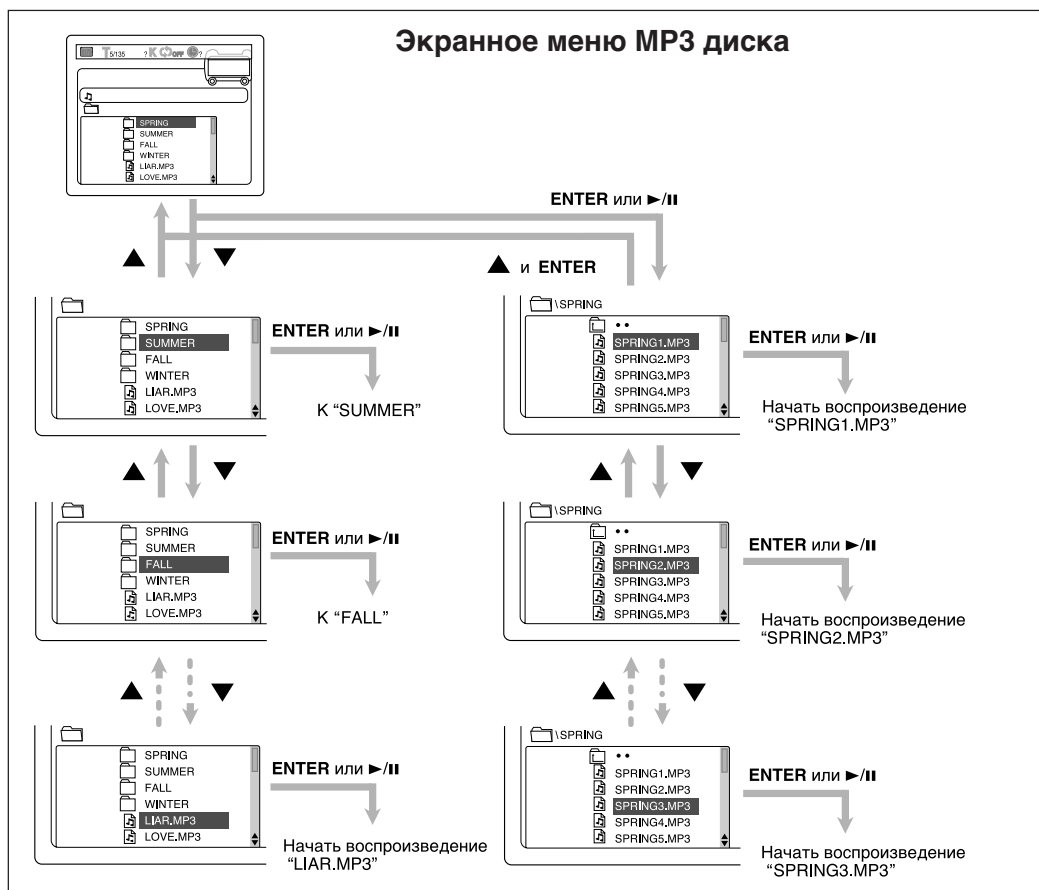 Экранное меню MP3 диска
T 5/135 ? K OFF ?
SPRING
SUMMER
FALL
WINTER
LIAR.MP3
LOVE.MP3
ENTER или ►/II
▲ ▼
▲ и ENTER
SPRING
SUMMER
FALL
WINTER
LIAR.MP3
LOVE.MP3
ENTER или ►/II
К “SUMMER”
\SPRING
••
SPRING1.MP3
SPRING2.MP3
SPRING3.MP3
SPRING4.MP3
SPRING5.MP3
ENTER или ►/II
Начать воспроизведение
“SPRING1.MP3”
▲ ▼
▲ ▼
SPRING
SUMMER
FALL
WINTER
LIAR.MP3
LOVE.MP3
ENTER или ►/II
К “FALL”
\SPRING
••
SPRING1.MP3
SPRING2.MP3
SPRING3.MP3
SPRING4.MP3
SPRING5.MP3
ENTER или ►/II
Начать воспроизведение
“SPRING2.MP3”
▲ ▼
▲ ▼
SPRING
SUMMER
FALL
WINTER
LIAR.MP3
LOVE.MP3
ENTER или ►/II
Начать воспроизведение
“LIAR.MP3”
\SPRING
••
SPRING1.MP3
SPRING2.MP3
SPRING3.MP3
SPRING4.MP3
SPRING5.MP3
ENTER или ►/II
Начать воспроизведение
“SPRING3.MP3”